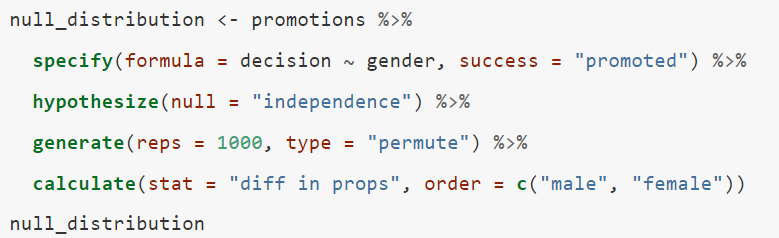 null_distribution <- promotions %>%
  specify(formula = decision ~ gender, success = "promoted") %>%
  hypothesize(null = "independence") %>%
  generate(reps = 1000, type = "permute") %>%
  calculate(stat = "diff in props", order = c("male", "female"))
null_distribution